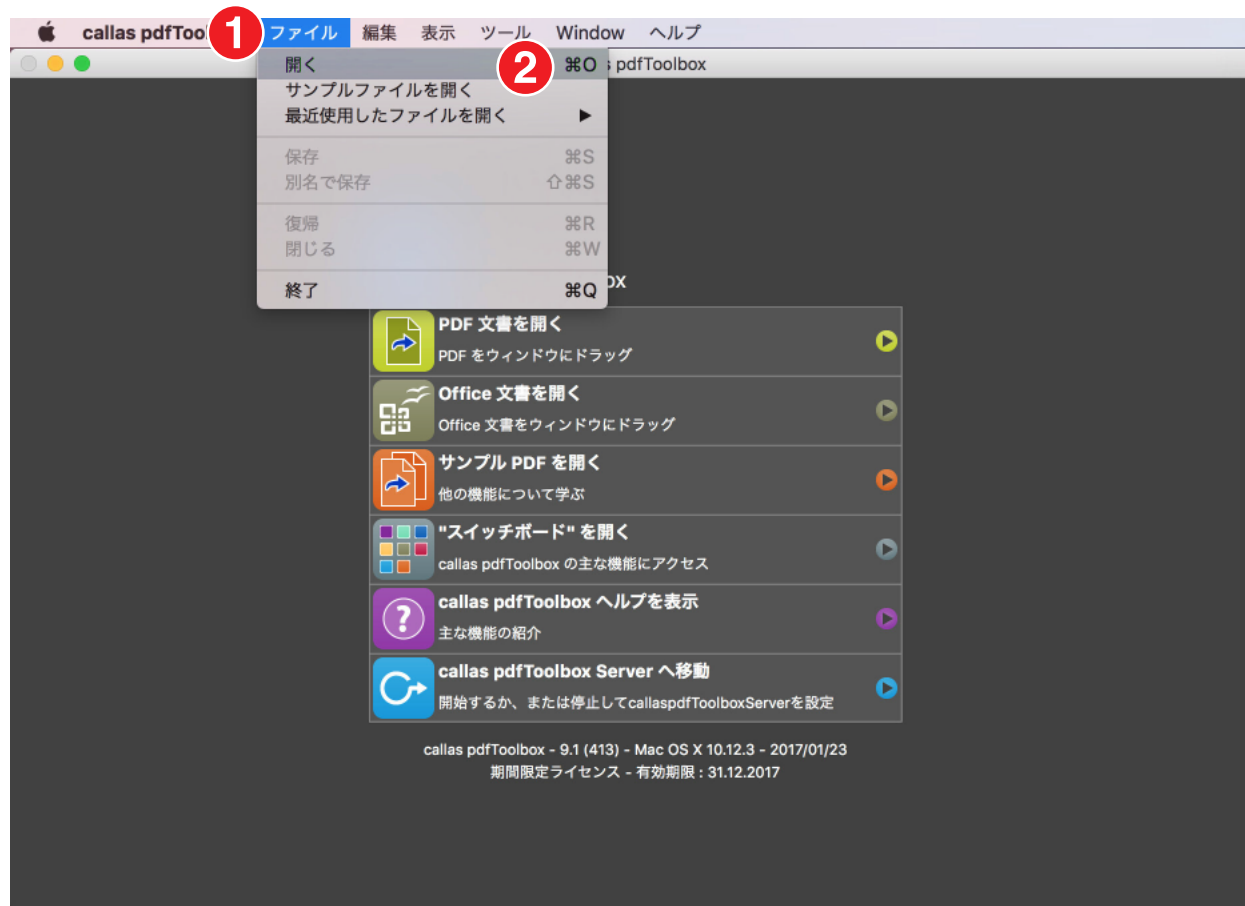 callas pdfToo
1
ファイル 編集 表示 ツール Window ヘルプ
pdfToolbox
開く 2 ⌘O
サンプルファイルを開く
最近使用したファイルを開く ▶
保存 ⌘S
別名で保存 ⇧⌘S
復帰 ⌘R
閉じる ⌘W
終了 ⌘Q
ox
PDF 文書を開く
PDF をウィンドウにドラッグ
Office 文書を開く
Office 文書をウィンドウにドラッグ
サンプル PDF を開く
他の機能について学ぶ
"スイッチボード" を開く
callas pdfToolbox の主な機能にアクセス
?
callas pdfToolbox ヘルプを表示
主な機能の紹介
callas pdfToolbox Server へ移動
開始するか、または停止してcallaspdfToolboxServerを設定
callas pdfToolbox - 9.1 (413) - Mac OS X 10.12.3 - 2017/01/23
期間限定ライセンス - 有効期限 : 31.12.2017